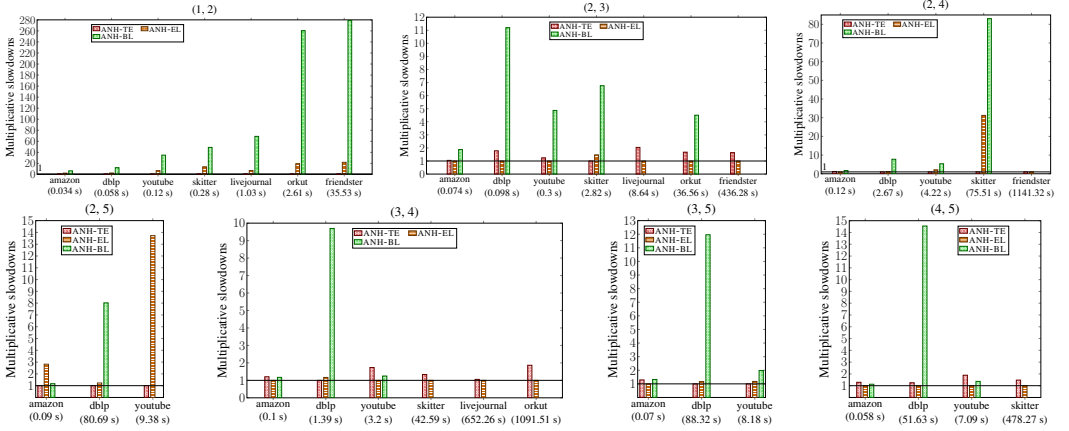 (1, 2)
Multiplicative slowdowns
280
260
240
220
200
180
160
140
120
100
80
60
40
20
0
ANH-TE ANH-EL
ANH-BL
amazon dblp youtube skitter livejournal orkut friendster
(0.034 s) (0.058 s) (0.12 s) (0.28 s) (1.03 s) (2.61 s) (35.53 s)
(2, 3)
Multiplicative slowdowns
12
11
10
9
8
7
6
5
4
3
2
1
0
ANH-TE ANH-EL
ANH-BL
amazon dblp youtube skitter livejournal orkut friendster
(0.074 s) (0.098 s) (0.3 s) (2.82 s) (8.64 s) (36.56 s) (436.28 s)
(2, 4)
Multiplicative slowdowns
80
70
60
50
40
30
20
10
0
ANH-TE ANH-EL
ANH-BL
amazon dblp youtube skitter friendster
(0.12 s) (2.67 s) (4.22 s) (75.51 s) (1141.32 s)
(2, 5)
Multiplicative slowdowns
15
14
13
12
11
10
9
8
7
6
5
4
3
2
1
ANH-TE
ANH-EL
ANH-BL
amazon dblp youtube
(0.09 s) (80.69 s) (9.38 s)
(3, 4)
Multiplicative slowdowns
10
9
8
7
6
5
4
3
2
1
0
ANH-TE ANH-EL
ANH-BL
amazon dblp youtube skitter livejournal orkut
(0.1 s) (1.39 s) (3.2 s) (42.59 s) (652.26 s) (1091.51 s)
(3, 5)
Multiplicative slowdowns
13
12
11
10
9
8
7
6
5
4
3
2
1
0
ANH-TE
ANH-EL
ANH-BL
amazon dblp youtube
(0.07 s) (88.32 s) (8.18 s)
(4, 5)
Multiplicative slowdowns
15
14
13
12
11
10
9
8
7
6
5
4
3
2
1
ANH-TE
ANH-EL
ANH-BL
amazon dblp youtube skitter
(0.058 s) (51.63 s) (7.09 s) (478.27 s)